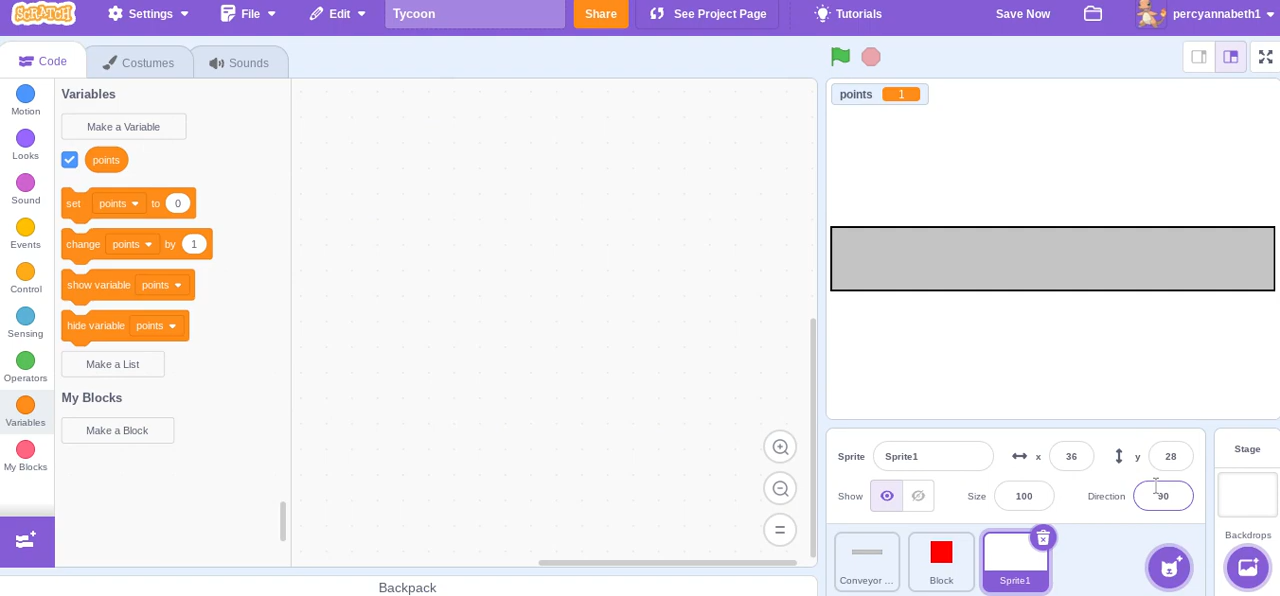 SCRATCH Settings File Edit Tycoon Share See Project Page Tutorials Save Now percyannabeth1
Code Costumes Sounds
Motion
Looks
Sound
Events
Control
Sensing
Operators
Variables
My Blocks
Variables
Make a Variable
points
set points to 0
change points by 1
show variable points
hide variable points
Make a List
My Blocks
Make a Block
Backpack
points 1
Sprite Sprite1 x 36 y 28
Show Size 100 Direction 90
Conveyor ... Block Sprite1
Stage
Backdrops